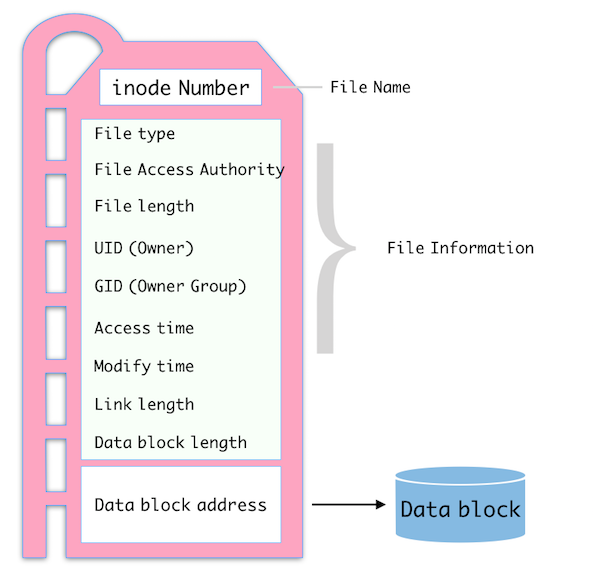 inode Number
File Name
File type
File Access Authority
File length
UID (Owner)
File Information
GID (Owner Group)
Access time
Modify time
Link length
Data block length
Data block address
Data block